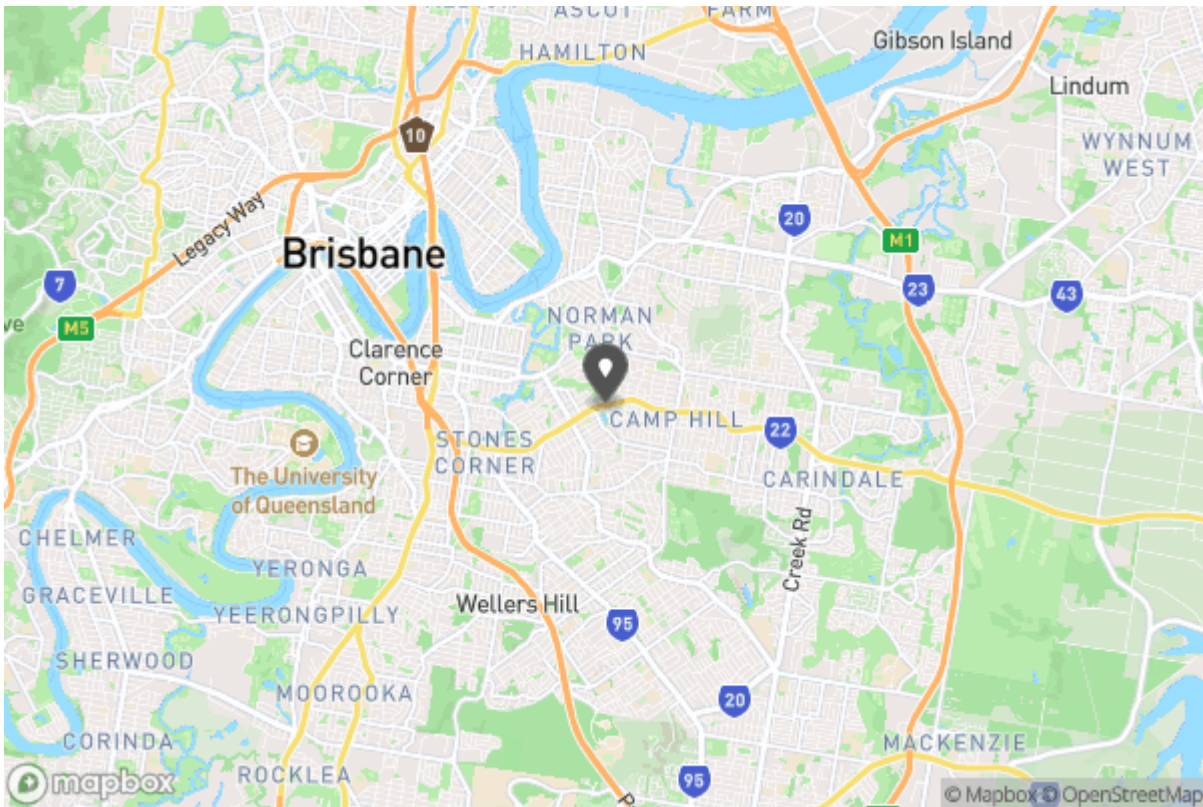 ASCOT
FARM
HAMILTON
Gibson Island
Lindum
10
WYNNUM
WEST
Legacy Way
20
Brisbane
M1
7
23
43
M5
NORMAN
PARK
Clarence
Corner
CAMP HILL
22
STONES
CORNER
The University
of Queensland
CARINDALE
CHELMER
Creek Rd
YERONGA
GRACEVILLE
YEERONGPILLY
Wellers Hill
95
SHERWOOD
MOOROOKA
20
CORINDA
MACKENZIE
ROCKLEA
95
mapbox
© Mapbox © OpenStreetMap